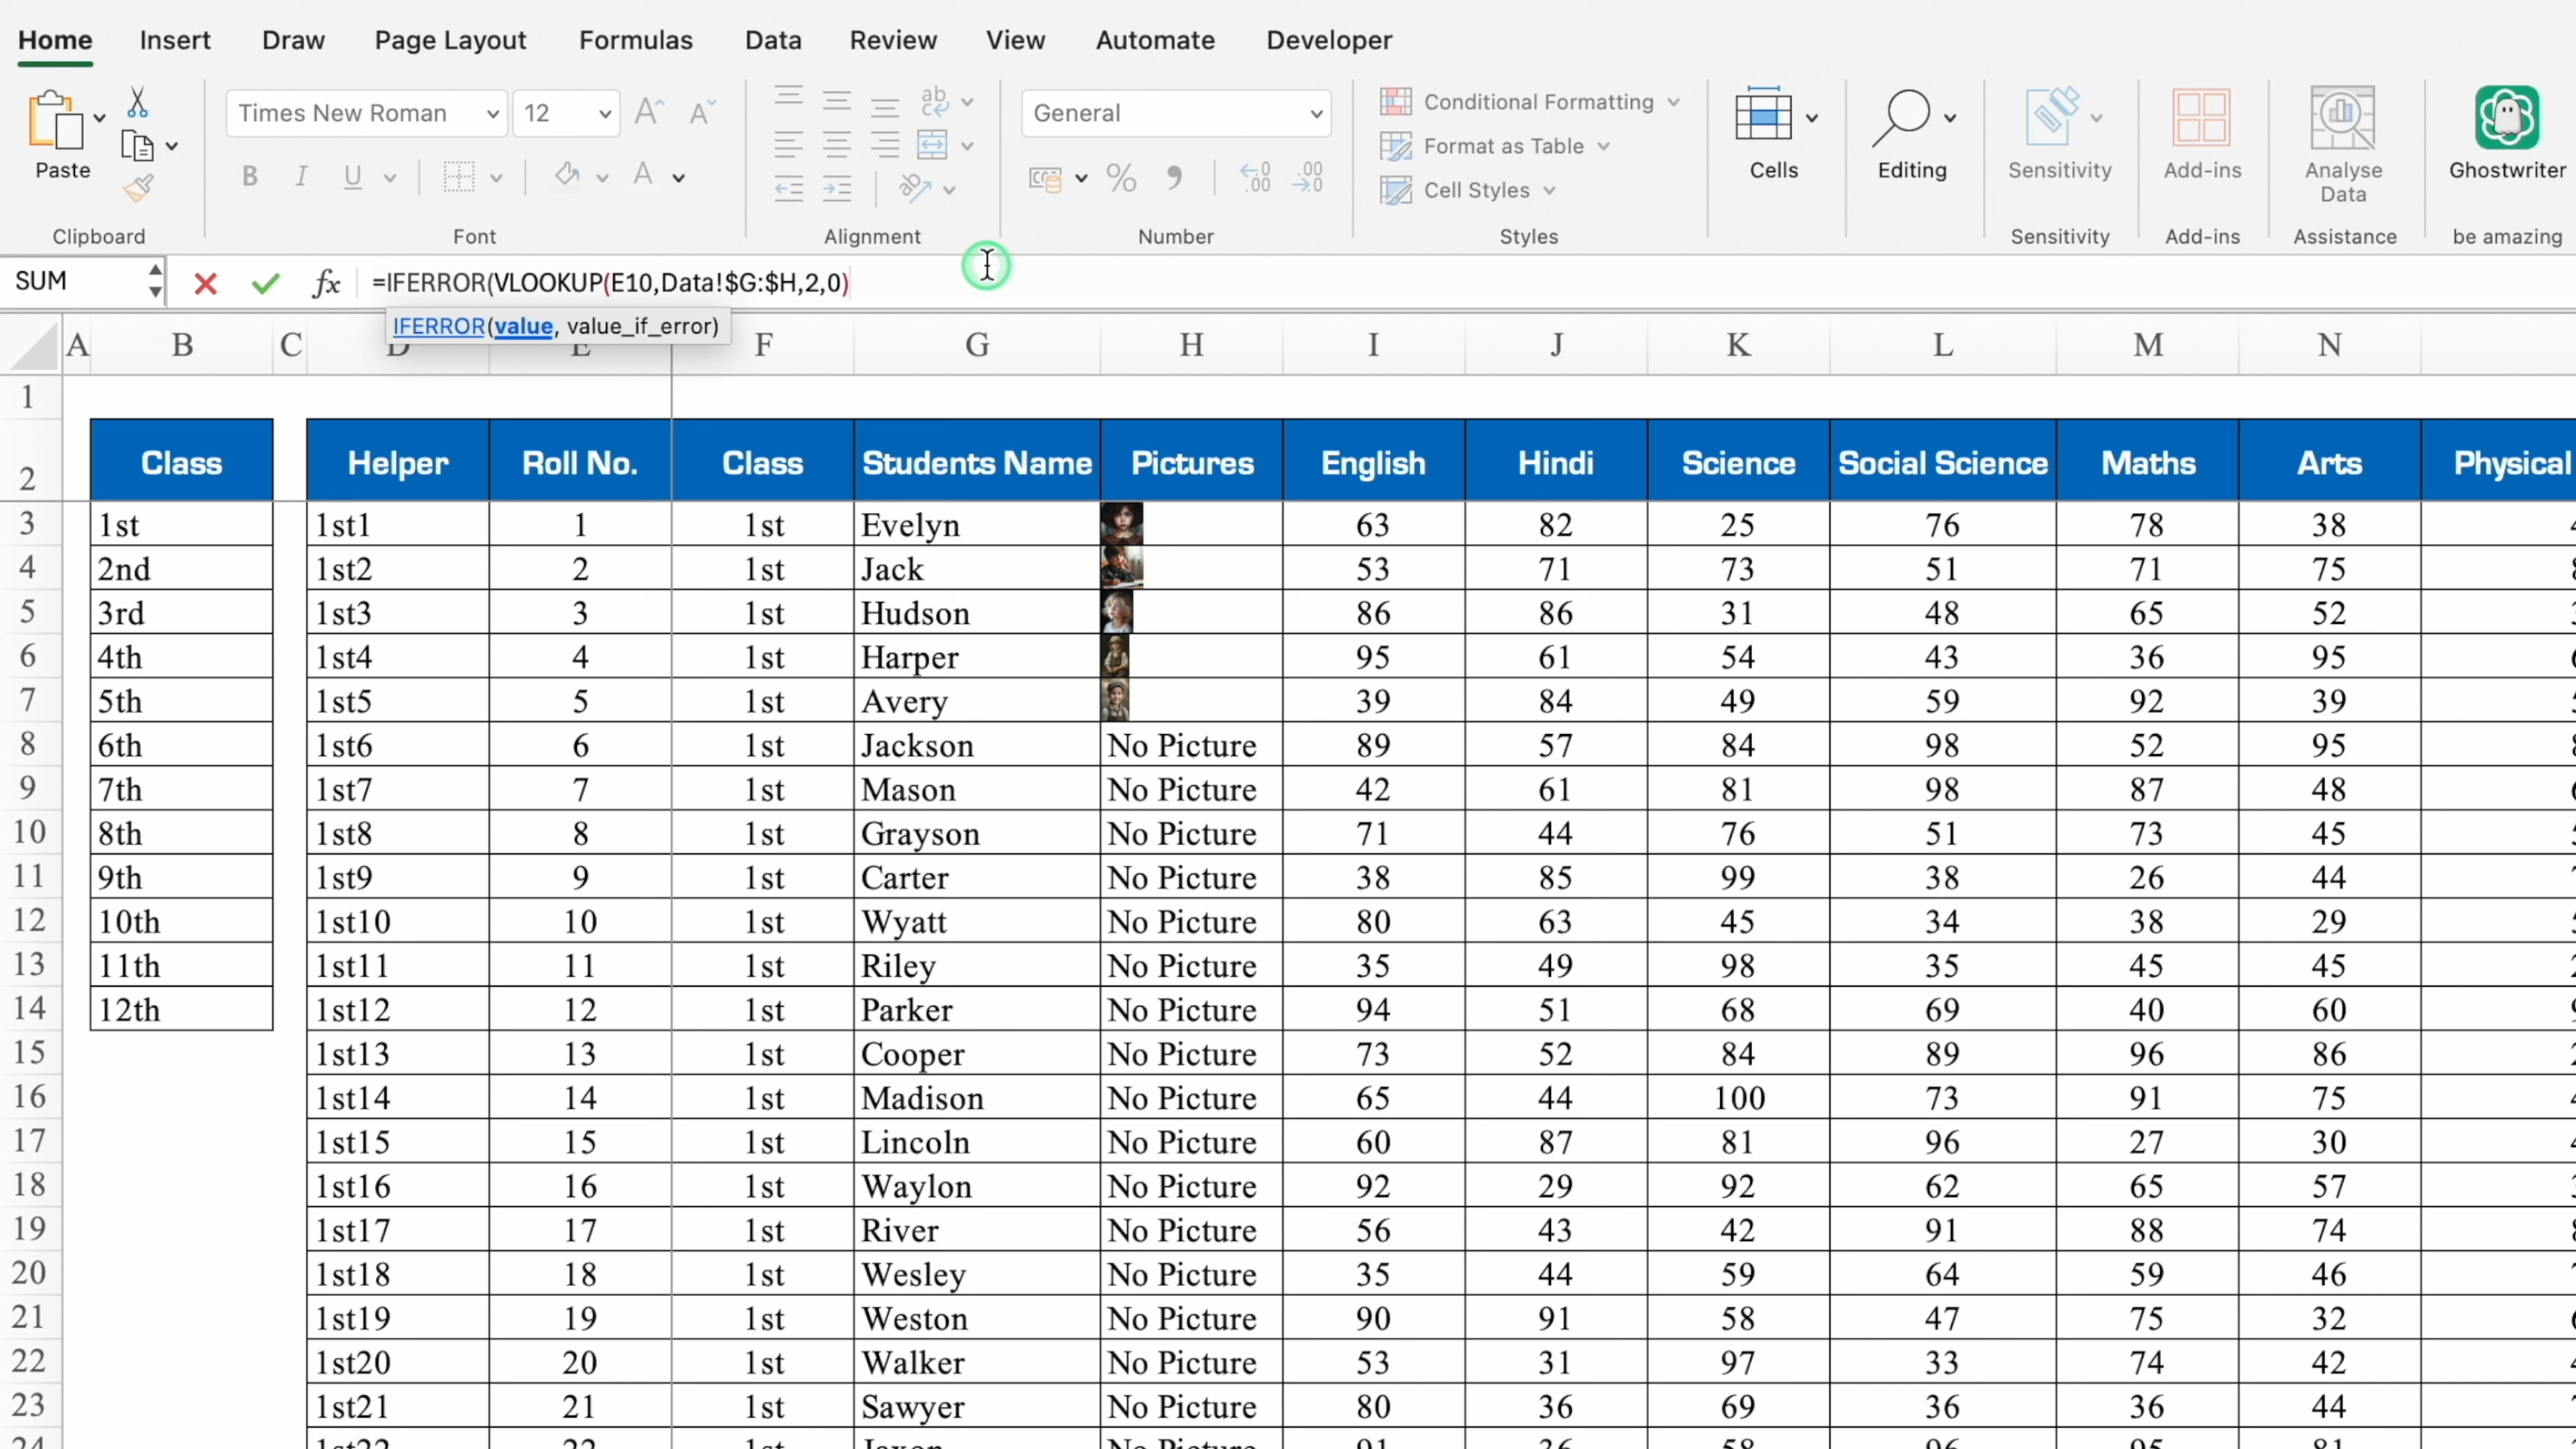 Home Insert Draw Page Layout Formulas Data Review View Automate Developer
Times New Roman 12 General Conditional Formatting
Format as Table
Paste Cells Editing Sensitivity Add-ins Analyse Data Ghostwriter
Cell Styles
Clipboard Font Alignment Number Styles Sensitivity Add-ins Assistance be amazing
SUM fx =IFERROR(VLOOKUP(E10,Data!$G:$H,2,0)
IFERROR(value, value_if_error)
A B C D E F G H I J K L M N
1
2 Class Helper Roll No. Class Students Name Pictures English Hindi Science Social Science Maths Arts Physical
3 1st 1st1 1 1st Evelyn 63 82 25 76 78 38
4 2nd 1st2 2 1st Jack 53 71 73 51 71 75
5 3rd 1st3 3 1st Hudson 86 86 31 48 65 52
6 4th 1st4 4 1st Harper 95 61 54 43 36 95
7 5th 1st5 5 1st Avery 39 84 49 59 92 39
8 6th 1st6 6 1st Jackson No Picture 89 57 84 98 52 95
9 7th 1st7 7 1st Mason No Picture 42 61 81 98 87 48
10 8th 1st8 8 1st Grayson No Picture 71 44 76 51 73 45
11 9th 1st9 9 1st Carter No Picture 38 85 99 38 26 44
12 10th 1st10 10 1st Wyatt No Picture 80 63 45 34 38 29
13 11th 1st11 11 1st Riley No Picture 35 49 98 35 45 45
14 12th 1st12 12 1st Parker No Picture 94 51 68 69 40 60
15 1st13 13 1st Cooper No Picture 73 52 84 89 96 86
16 1st14 14 1st Madison No Picture 65 44 100 73 91 75
17 1st15 15 1st Lincoln No Picture 60 87 81 96 27 30
18 1st16 16 1st Waylon No Picture 92 29 92 62 65 57
19 1st17 17 1st River No Picture 56 43 42 91 88 74
20 1st18 18 1st Wesley No Picture 35 44 59 64 59 46
21 1st19 19 1st Weston No Picture 90 91 58 47 75 32
22 1st20 20 1st Walker No Picture 53 31 97 33 74 42
23 1st21 21 1st Sawyer No Picture 80 36 69 36 36 44